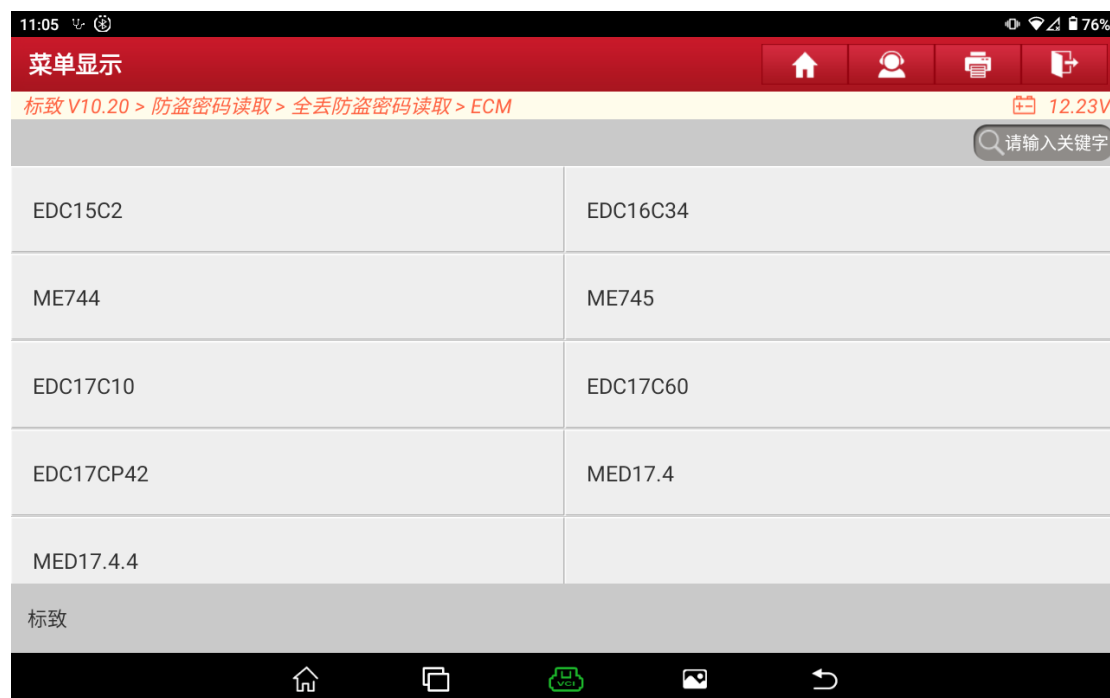 11:05 76%
菜单显示
标致 V10.20 > 防盗密码读取 > 全丢防盗密码读取 > ECM 12.23V
请输入关键字
EDC15C2 EDC16C34
ME744 ME745
EDC17C10 EDC17C60
EDC17CP42 MED17.4
MED17.4.4
标致
VCI